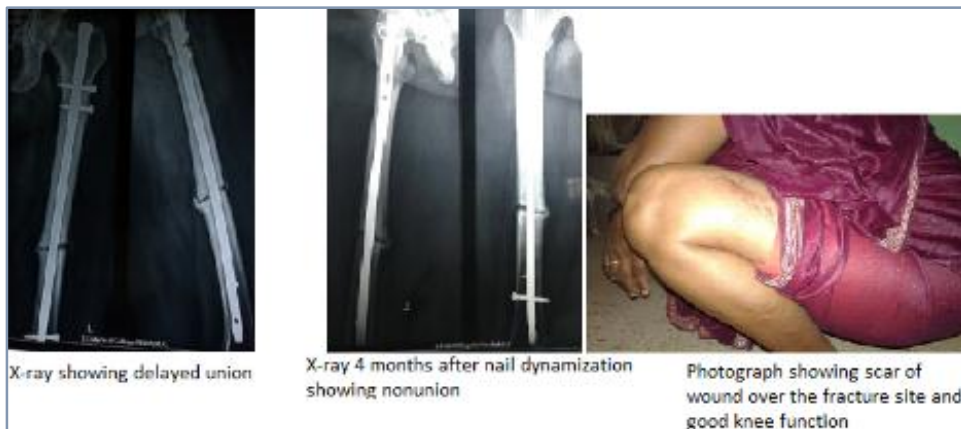 L
X-ray showing delayed union
X-ray 4 months after nail dynamization
showing nonunion
Photograph showing scar of
wound over the fracture site and
good knee function